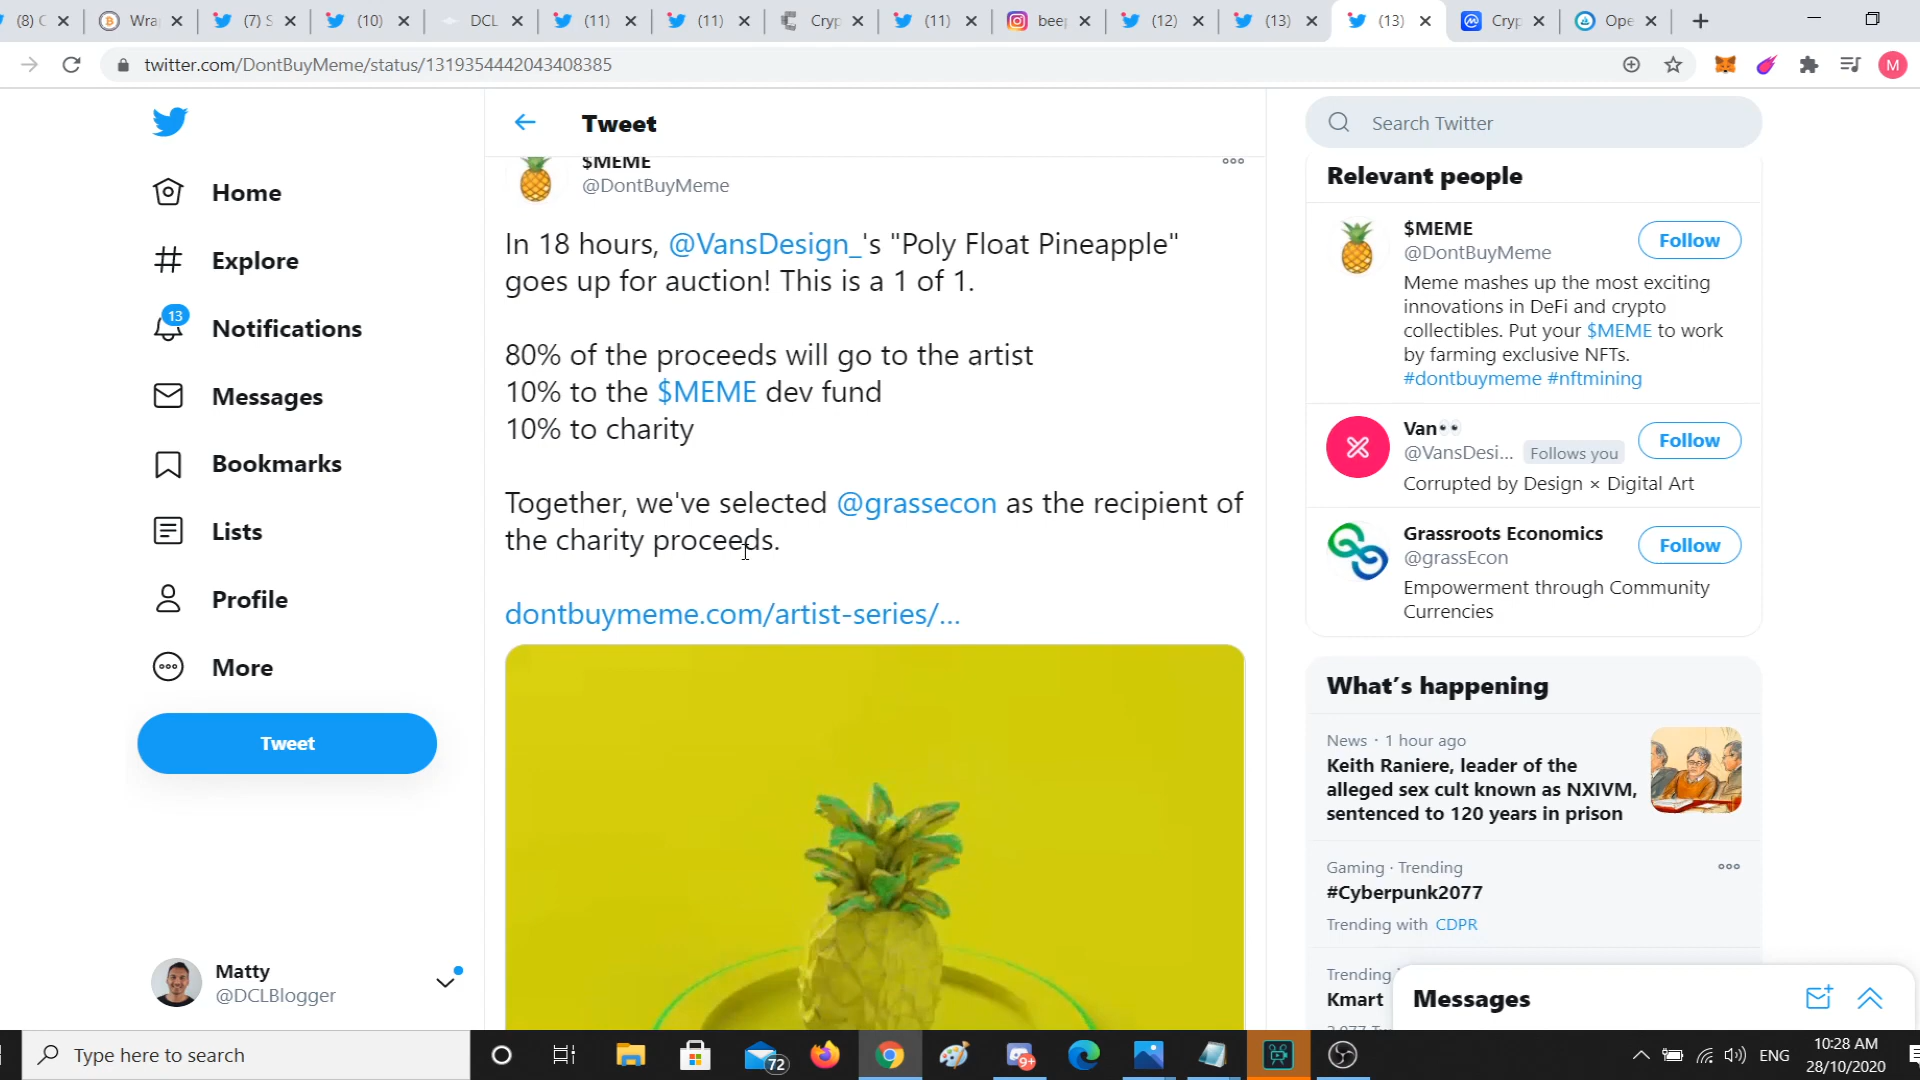 (8) C
Wra
(7) S
(10)
DCL
(11)
(11)
Cryp
(11)
beep
(12)
(13)
(13)
Cryp
Ope
twitter.com/DontBuyMeme/status/1319354442043408385
M
Home
Explore
13
Notifications
Messages
Bookmarks
Lists
Profile
More
Tweet
Matty
@DCLBlogger
Tweet
$MEME
@DontBuyMeme
In 18 hours, @VansDesign_'s "Poly Float Pineapple"
goes up for auction! This is a 1 of 1.
80% of the proceeds will go to the artist
10% to the $MEME dev fund
10% to charity
Together, we've selected @grassecon as the recipient of
the charity proceeds.
dontbuymeme.com/artist-series/...
Search Twitter
Relevant people
$MEME
@DontBuyMeme
Follow
Meme mashes up the most exciting
innovations in DeFi and crypto
collectibles. Put your $MEME to work
by farming exclusive NFTs.
#dontbuymeme #nftmining
Van
@VansDesi... Follows you
Follow
Corrupted by Design × Digital Art
Grassroots Economics
@grassEcon
Follow
Empowerment through Community
Currencies
What's happening
News · 1 hour ago
Keith Raniere, leader of the
alleged sex cult known as NXIVM,
sentenced to 120 years in prison
Gaming · Trending
#Cyberpunk2077
Trending with CDPR
Trending
Kmart
Messages
Type here to search
72
9+
ENG
10:28 AM
28/10/2020